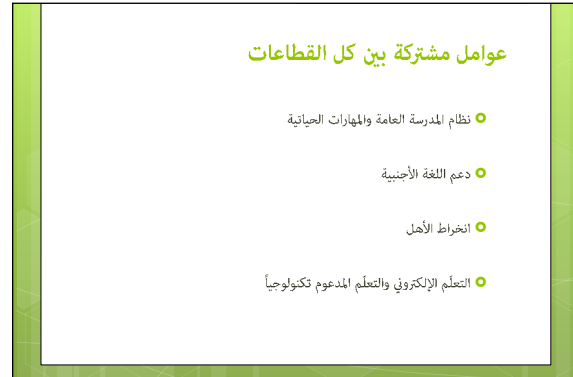 عوامل مشتركة بين كل القطاعات
نظام المدرسة العامة والمهارات الحياتية
دعم اللغة الأجنبية
انخراط الأهل
التعلّم الإلكتروني والتعلّم المدعوم تكنولوجياً